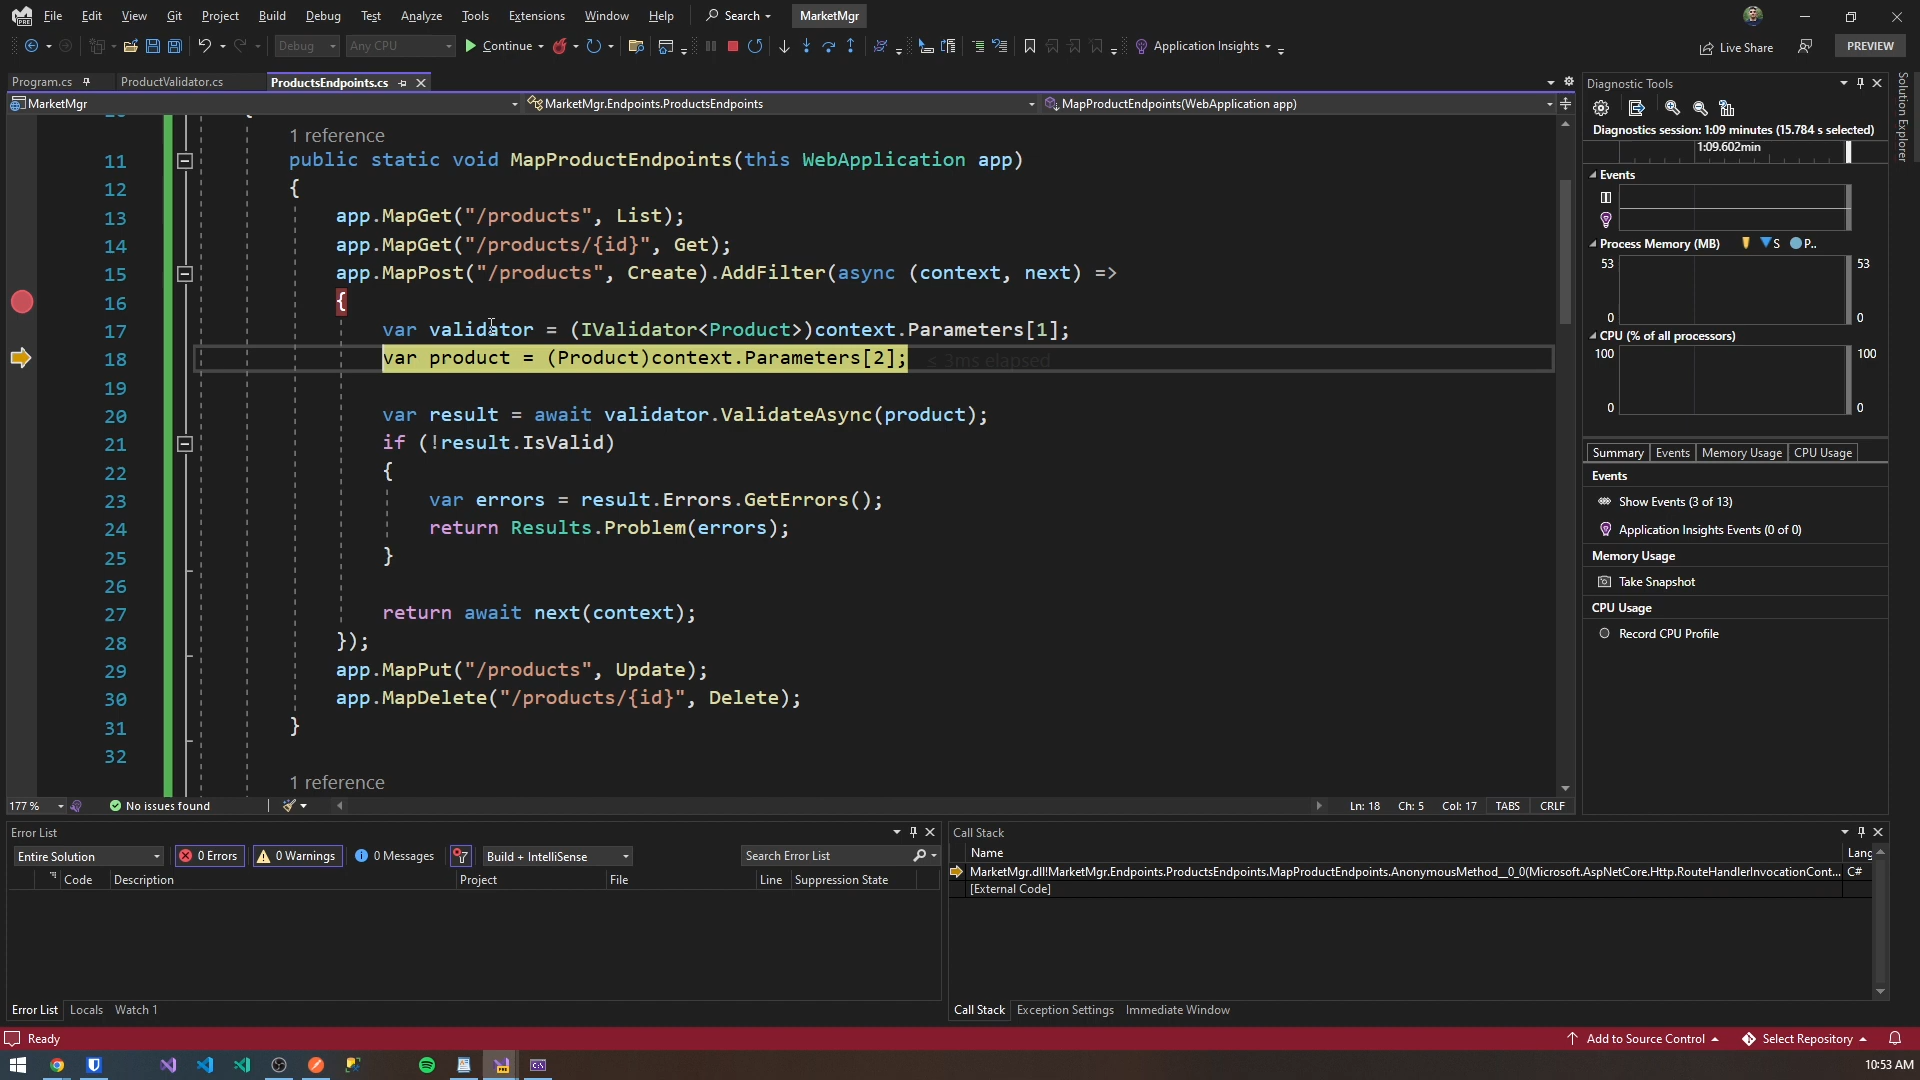 File Edit View Git Project Build Debug Test Analyze Tools Extensions Window Help Search MarketMgr
Debug Any CPU Continue Application Insights Live Share PREVIEW
Program.cs ProductValidator.cs ProductsEndpoints.cs
MarketMgr MarketMgr.Endpoints.ProductsEndpoints MapProductEndpoints(WebApplication app)
1 reference
11 public static void MapProductEndpoints(this WebApplication app)
12 {
13 app.MapGet("/products", List);
14 app.MapGet("/products/{id}", Get);
15 app.MapPost("/products", Create).AddFilter(async (context, next) =>
16 {
17 var validator = (IValidator<Product>)context.Parameters[1];
18 var product = (Product)context.Parameters[2]; ≤ 3ms elapsed
19
20 var result = await validator.ValidateAsync(product);
21 if (!result.IsValid)
22 {
23 var errors = result.Errors.GetErrors();
24 return Results.Problem(errors);
25 }
26
27 return await next(context);
28 });
29 app.MapPut("/products", Update);
30 app.MapDelete("/products/{id}", Delete);
31 }
32
1 reference
177 % No issues found Ln: 18 Ch: 5 Col: 17 TABS CRLF
Diagnostic Tools
Diagnostics session: 1:09 minutes (15.784 s selected)
1:09.602min
Events
Process Memory (MB) S P..
53 53
0 0
CPU (% of all processors)
100 100
0 0
Summary Events Memory Usage CPU Usage
Events
Show Events (3 of 13)
Application Insights Events (0 of 0)
Memory Usage
Take Snapshot
CPU Usage
Record CPU Profile
Solution Explorer
Error List
Entire Solution 0 Errors 0 Warnings 0 Messages Build + IntelliSense Search Error List
Code Description Project File Line Suppression State
Error List Locals Watch 1
Call Stack
Name Lang
MarketMgr.dll!MarketMgr.Endpoints.ProductsEndpoints.MapProductEndpoints.AnonymousMethod__0_0(Microsoft.AspNetCore.Http.RouteHandlerInvocationCont... C#
[External Code]
Call Stack Exception Settings Immediate Window
Ready Add to Source Control Select Repository
10:53 AM